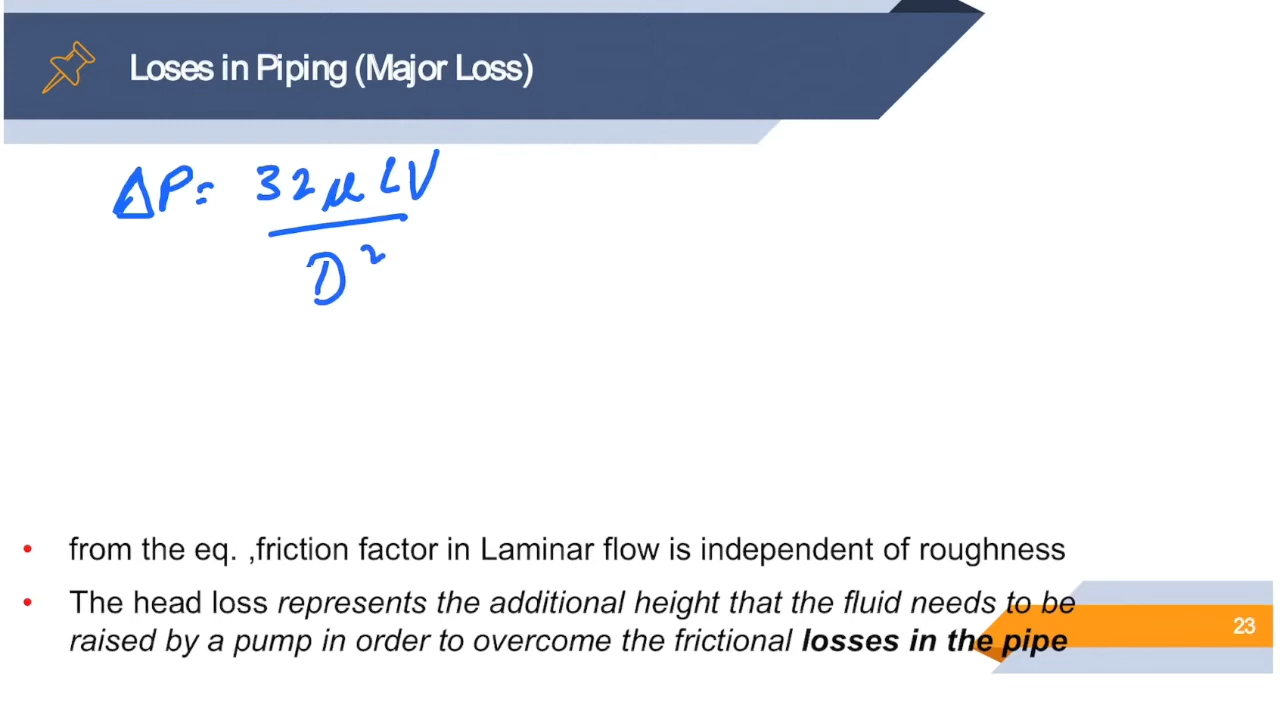 Loses in Piping (Major Loss)
ΔP = 32 μ L V
D²
• from the eq. ,friction factor in Laminar flow is independent of roughness
• The head loss represents the additional height that the fluid needs to be
raised by a pump in order to overcome the frictional losses in the pipe
23